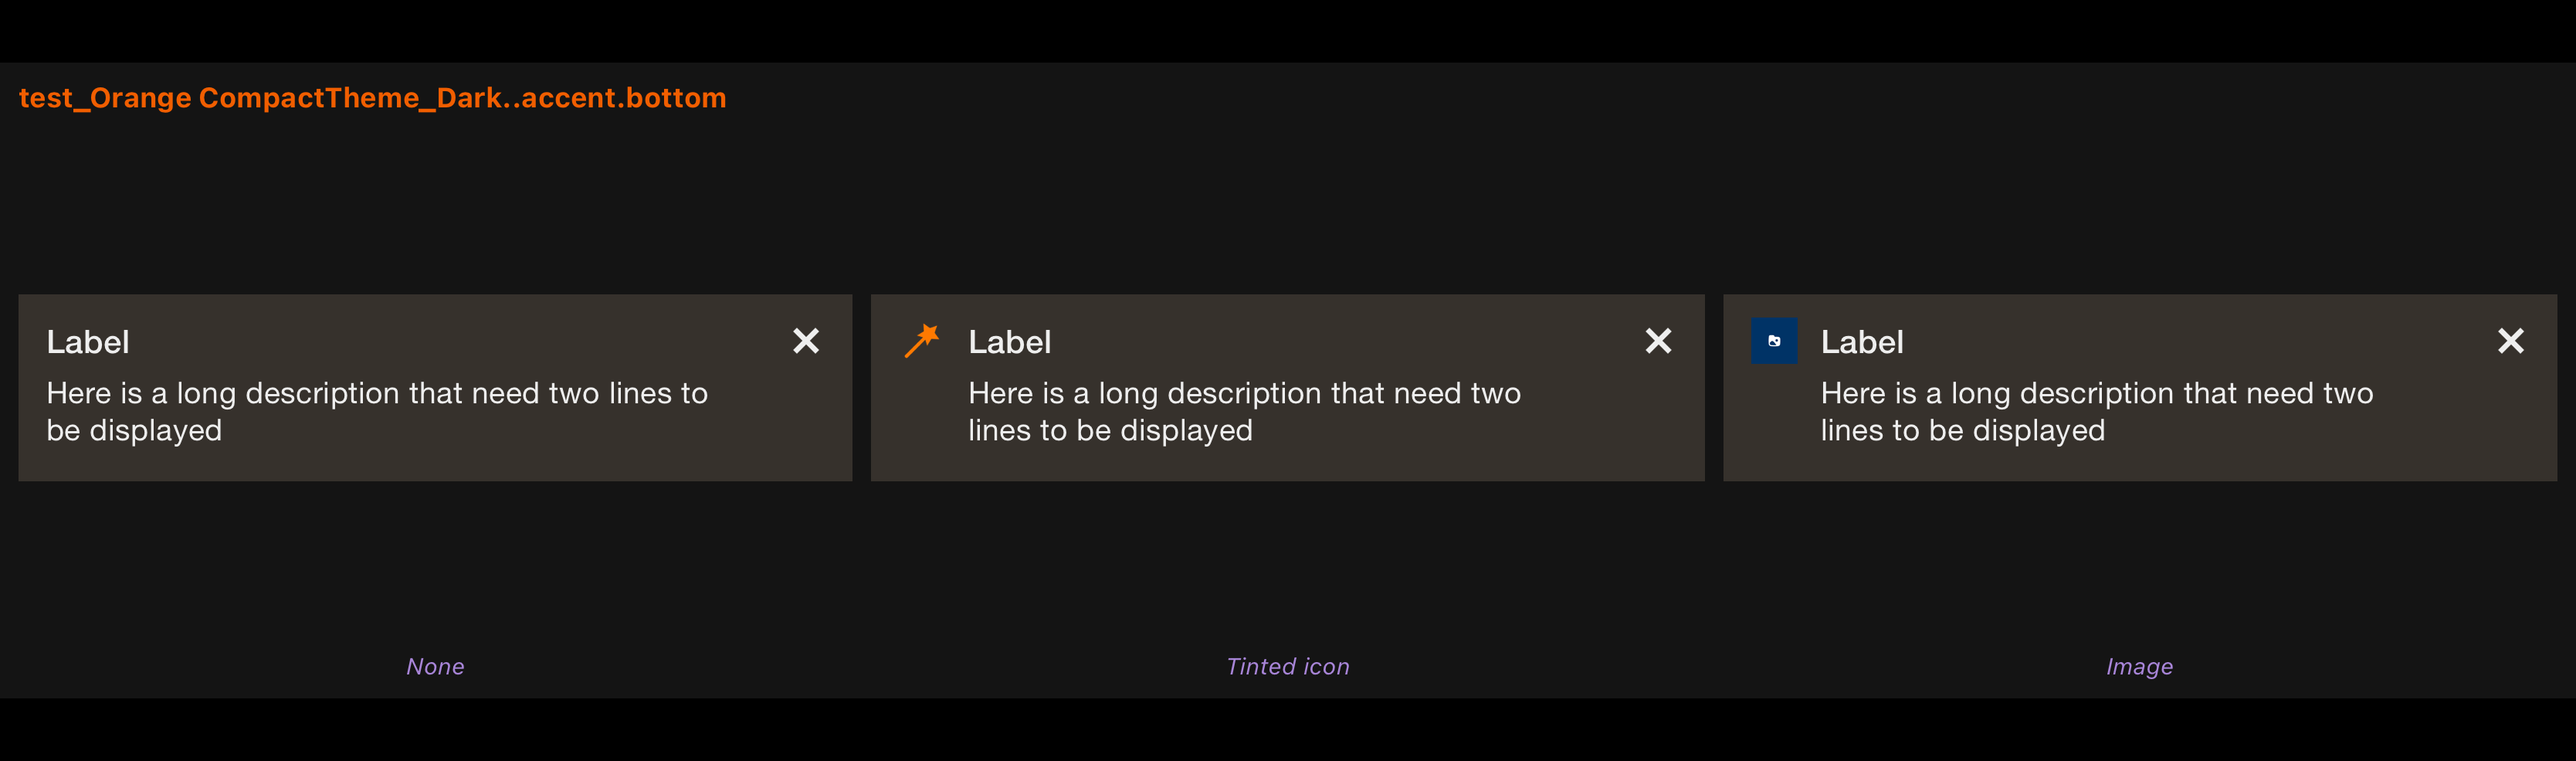 test_Orange CompactTheme_Dark..accent.bottom
Label
Here is a long description that need two lines to
be displayed
Label
Here is a long description that need two
lines to be displayed
Label
Here is a long description that need two
lines to be displayed
None
Tinted icon
Image